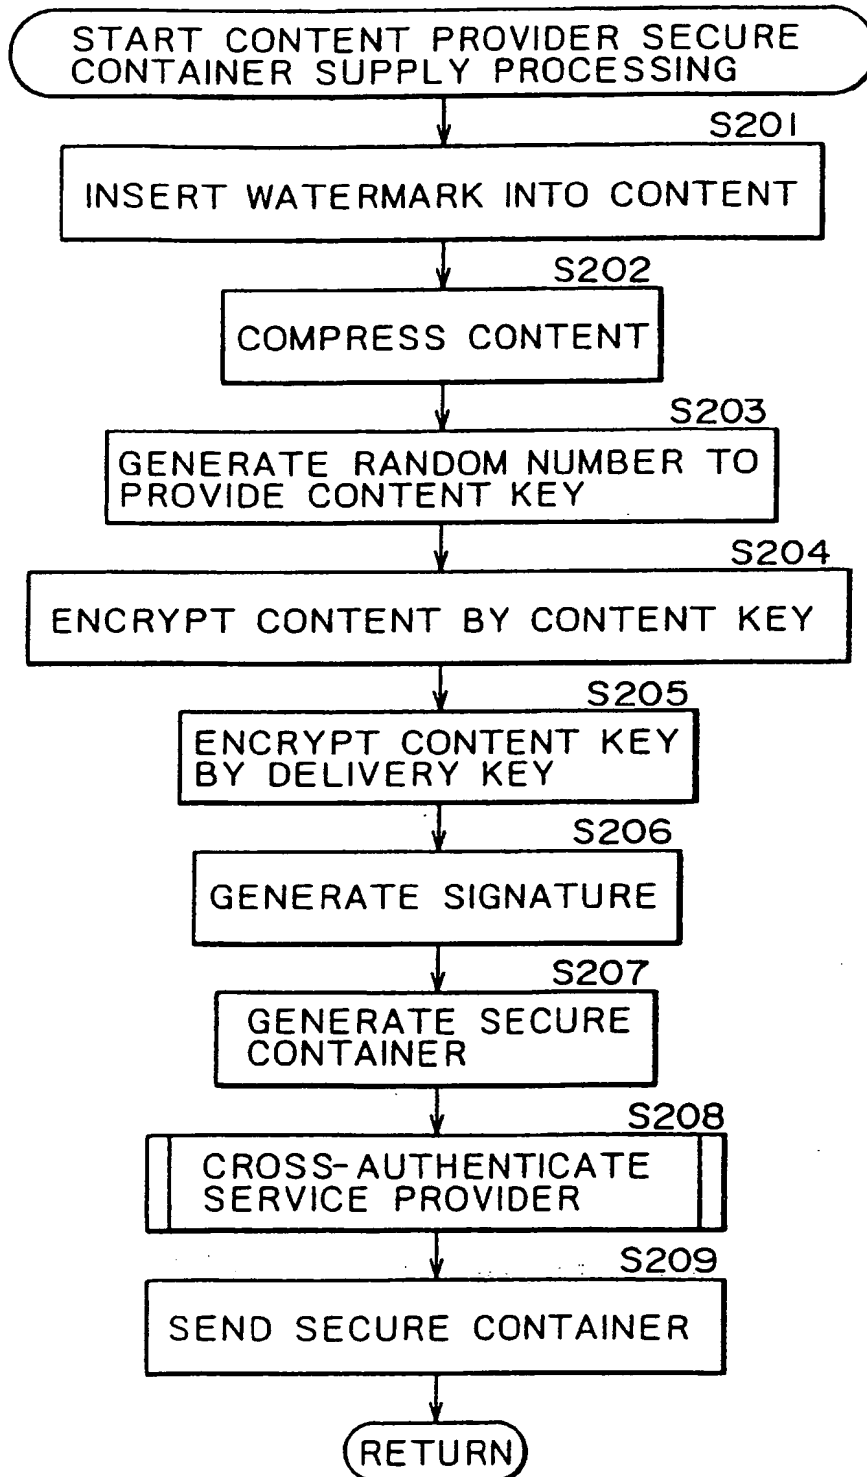 START CONTENT PROVIDER SECURE
CONTAINER SUPPLY PROCESSING
S201
INSERT WATERMARK INTO CONTENT
S202
COMPRESS CONTENT
S203
GENERATE RANDOM NUMBER TO
PROVIDE CONTENT KEY
S204
ENCRYPT CONTENT BY CONTENT KEY
S205
ENCRYPT CONTENT KEY
BY DELIVERY KEY
S206
GENERATE SIGNATURE
S207
GENERATE SECURE
CONTAINER
S208
CROSS-AUTHENTICATE
SERVICE PROVIDER
S209
SEND SECURE CONTAINER
RETURN